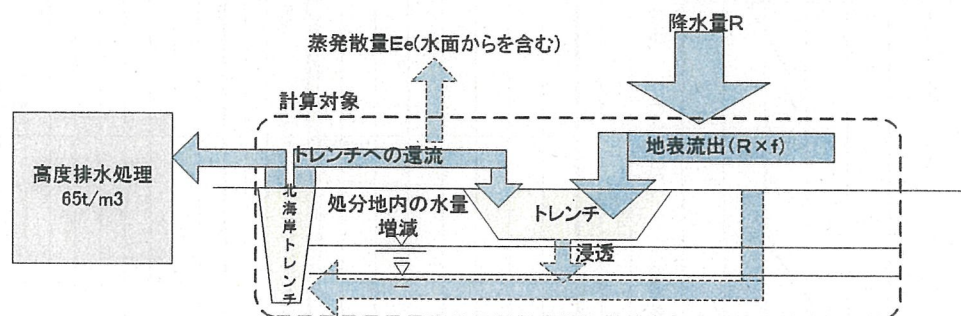 降水量R
蒸発散量Ee(水面からを含む)
計算対象
地表流出(R×f)
トレンチへの還流
高度排水処理
65t/m3
北海岸トレンチ
処分地内の水量
増減
トレンチ
浸透